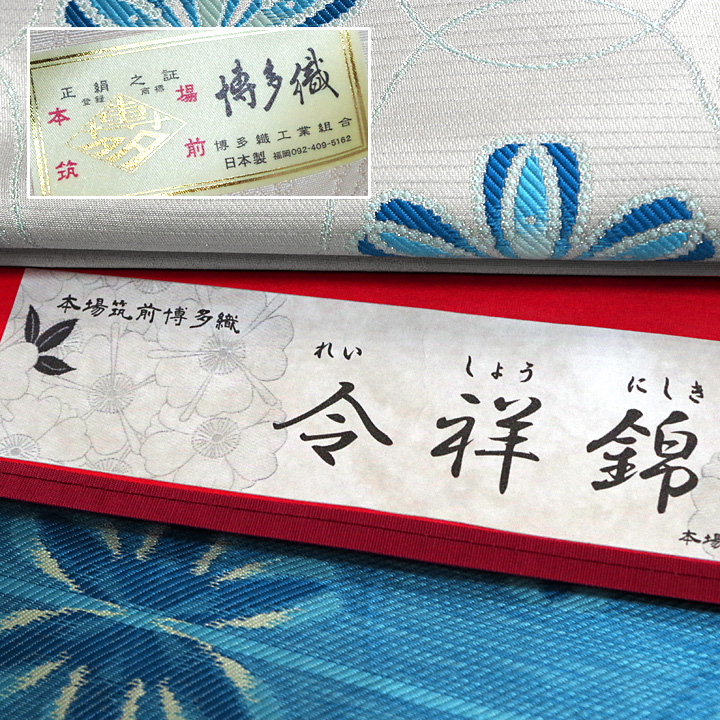 正絹之証
登録 商標
本場
筑前
博多織
博多織工業組合
日本製 福岡092-409-5162
本場筑前博多織
れい しょう にしき
令祥錦
本場